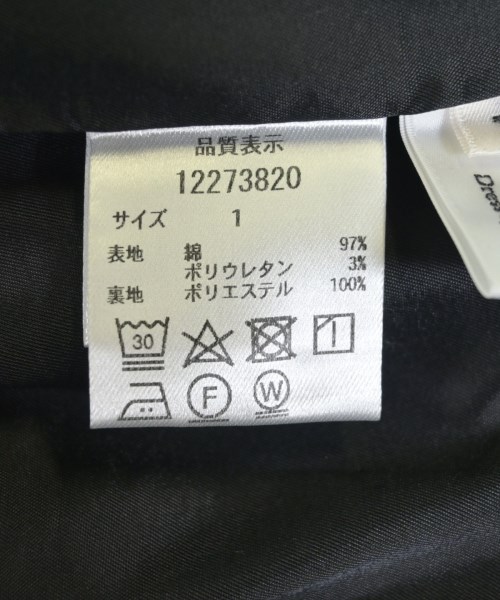 品質表示
12273820
サイズ 1
表地 綿 97%
ポリウレタン 3%
裏地 ポリエステル 100%
30
F W
Dres